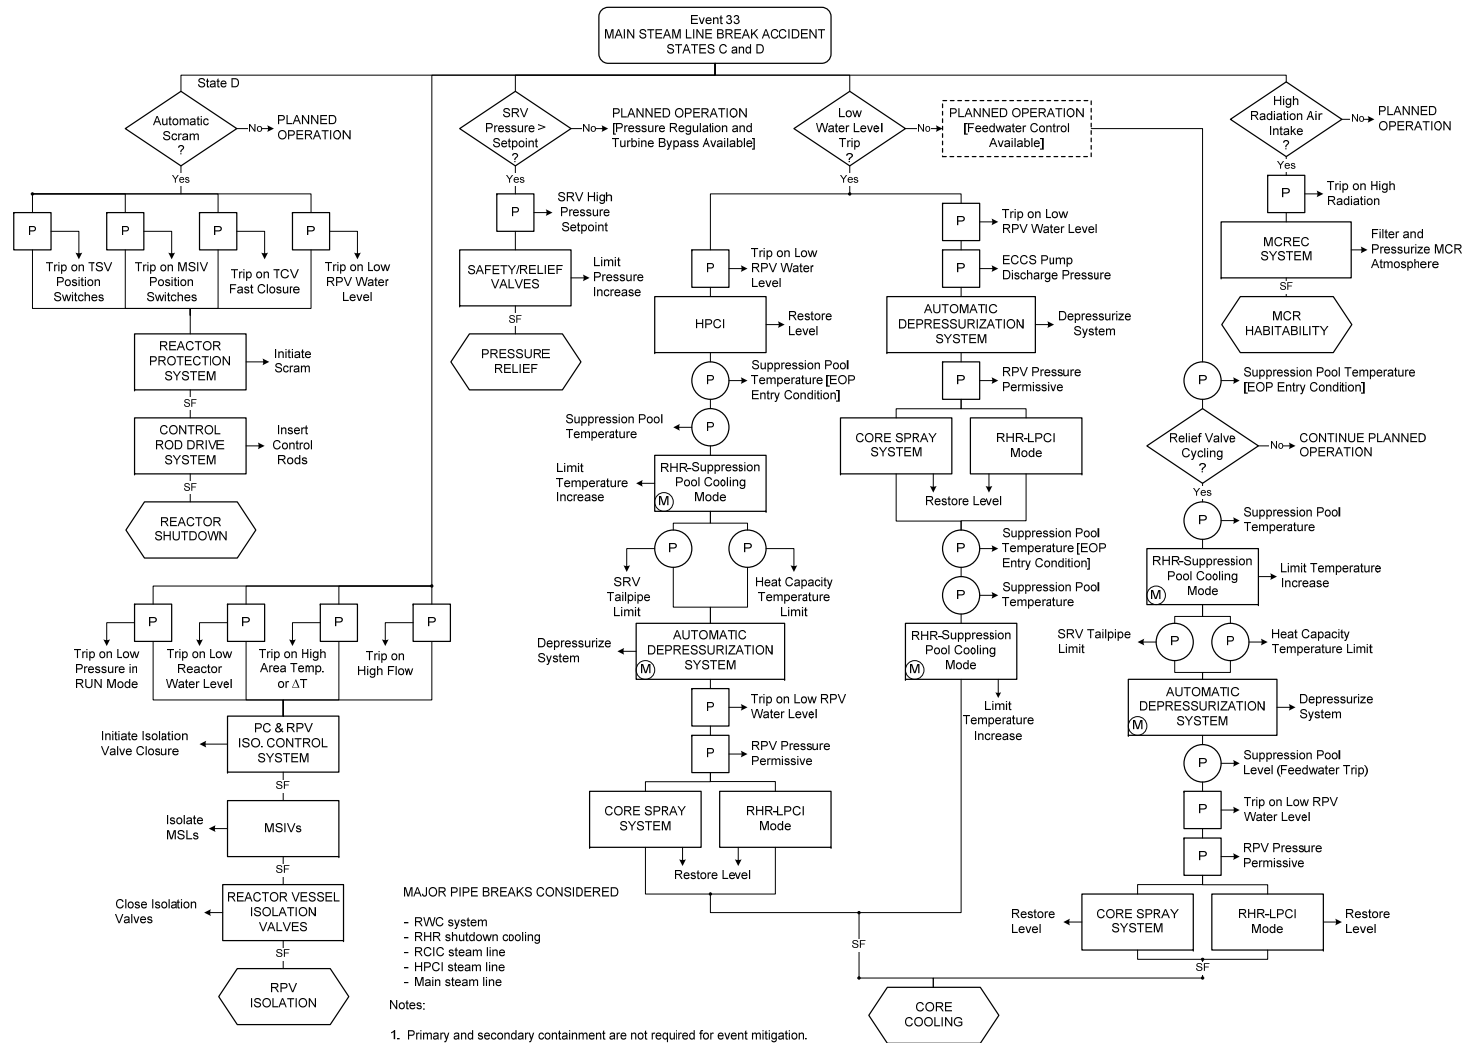 Event 33
MAIN STEAM LINE BREAK ACCIDENT
STATES C and D
State D
Automatic
Scram
?
No
PLANNED
OPERATION
Yes
P
P
P
P
Trip on TSV
Position
Switches
Trip on MSIV
Position
Switches
Trip on TCV
Fast Closure
Trip on Low
RPV Water
Level
REACTOR
PROTECTION
SYSTEM
Initiate
Scram
SF
CONTROL
ROD DRIVE
SYSTEM
Insert
Control
Rods
SF
REACTOR
SHUTDOWN
P
P
P
P
Trip on Low
Pressure in
RUN Mode
Trip on Low
Reactor
Water Level
Trip on High
Area Temp.
or ΔT
Trip on
High Flow
PC & RPV
ISO. CONTROL
SYSTEM
Initiate Isolation
Valve Closure
SF
MSIVs
Isolate
MSLs
SF
REACTOR VESSEL
ISOLATION
VALVES
Close Isolation
Valves
SF
RPV
ISOLATION
SRV
Pressure >
Setpoint
?
No
PLANNED OPERATION
[Pressure Regulation and
Turbine Bypass Available]
Yes
P
SRV High
Pressure
Setpoint
SAFETY/RELIEF
VALVES
Limit
Pressure
Increase
SF
PRESSURE
RELIEF
Low
Water Level
Trip
?
No
PLANNED OPERATION
[Feedwater Control
Available]
Yes
P
Trip on Low
RPV Water
Level
HPCI
Restore
Level
P
Suppression Pool
Temperature [EOP
Entry Condition]
P
Suppression Pool
Temperature
RHR-Suppression
Pool Cooling
Mode
M
Limit
Temperature
Increase
P
P
SRV
Tailpipe
Limit
Heat Capacity
Temperature
Limit
AUTOMATIC
DEPRESSURIZATION
SYSTEM
M
Depressurize
System
P
Trip on Low RPV
Water Level
P
RPV Pressure
Permissive
CORE SPRAY
SYSTEM
RHR-LPCI
Mode
Restore Level
P
Trip on Low
RPV Water Level
P
ECCS Pump
Discharge Pressure
AUTOMATIC
DEPRESSURIZATION
SYSTEM
Depressurize
System
P
RPV Pressure
Permissive
CORE SPRAY
SYSTEM
RHR-LPCI
Mode
Restore Level
P
Suppression Pool
Temperature [EOP
Entry Condition]
P
Suppression Pool
Temperature
RHR-Suppression
Pool Cooling
Mode
M
Limit
Temperature
Increase
SF
CORE
COOLING
High
Radiation Air
Intake
?
No
PLANNED
OPERATION
Yes
P
Trip on High
Radiation
MCREC
SYSTEM
Filter and
Pressurize MCR
Atmosphere
SF
MCR
HABITABILITY
P
Suppression Pool Temperature
[EOP Entry Condition]
Relief Valve
Cycling
?
No
CONTINUE PLANNED
OPERATION
Yes
P
Suppression Pool
Temperature
RHR-Suppression
Pool Cooling
Mode
M
Limit Temperature
Increase
SRV Tailpipe
Limit
P
P
Heat Capacity
Temperature Limit
AUTOMATIC
DEPRESSURIZATION
SYSTEM
M
Depressurize
System
P
Suppression Pool
Level (Feedwater Trip)
P
Trip on Low RPV
Water Level
P
RPV Pressure
Permissive
Restore
Level
CORE SPRAY
SYSTEM
RHR-LPCI
Mode
Restore
Level
SF
MAJOR PIPE BREAKS CONSIDERED
- RWC system
- RHR shutdown cooling
- RCIC steam line
- HPCI steam line
- Main steam line
Notes:
1. Primary and secondary containment are not required for event mitigation.